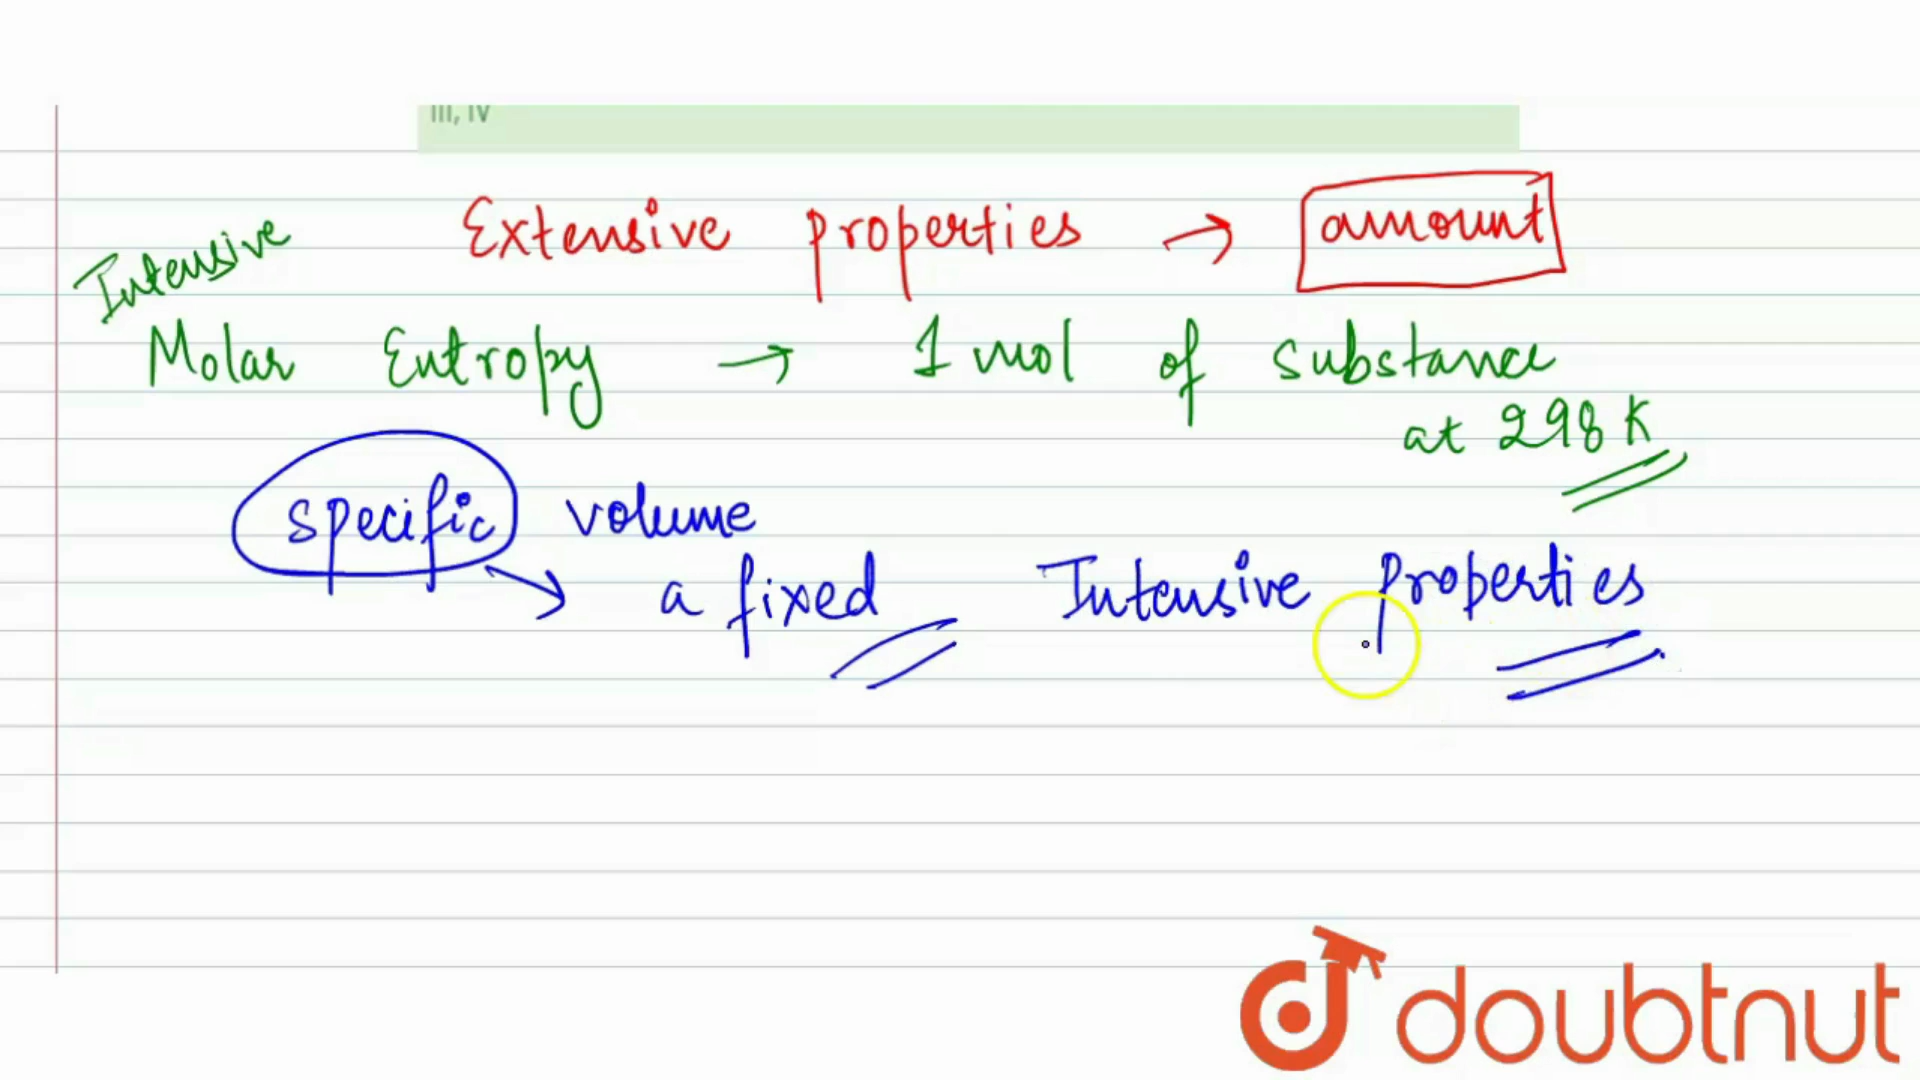 III, IV
Extensive properties → amount
Intensive
Molar Entropy → 1 mol of substance
at 298 K
specific volume
→ a fixed Intensive Properties
doubtnut